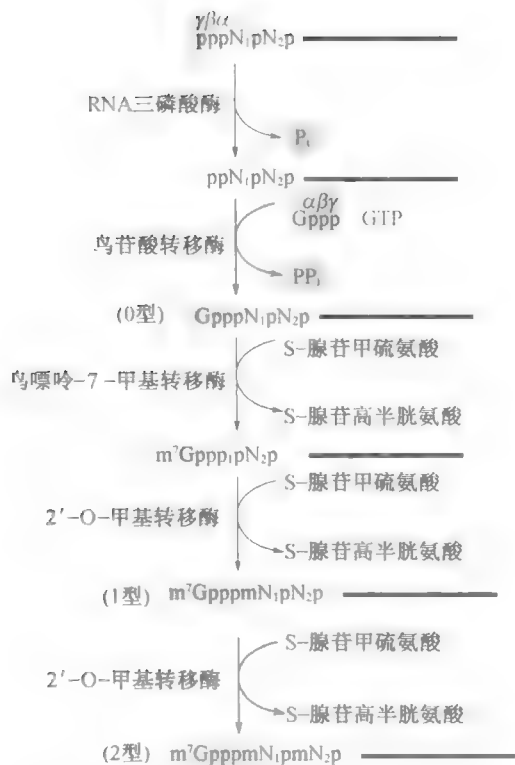 γβα
pppN₁pN₂p
RNA三磷酸酶
Pᵢ
ppN₁pN₂p
αβγ
Gppp GTP
鸟苷酸转移酶
PPᵢ
(0型) GpppN₁pN₂p
S-腺苷甲硫氨酸
鸟嘌呤-7-甲基转移酶
S-腺苷高半胱氨酸
m⁷Gppp₁pN₂p
S-腺苷甲硫氨酸
2′-O-甲基转移酶
S-腺苷高半胱氨酸
(1型) m⁷GpppmN₁pN₂p
S-腺苷甲硫氨酸
2′-O-甲基转移酶
S-腺苷高半胱氨酸
(2型) m⁷GpppmN₁pmN₂p